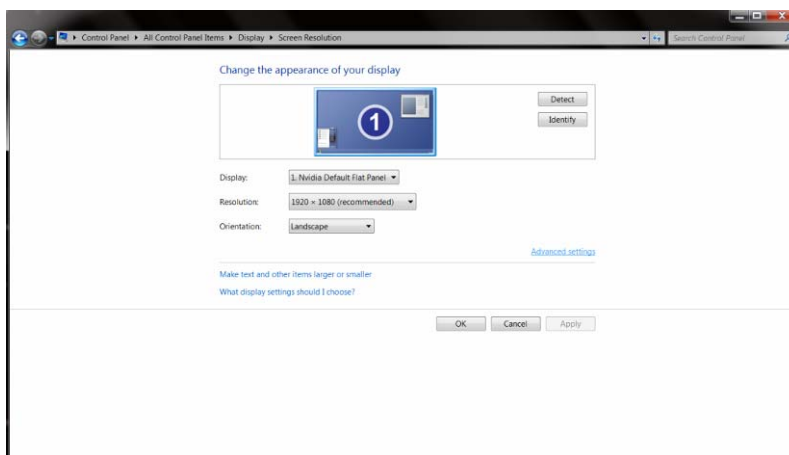 Control Panel ▸ All Control Panel Items ▸ Display ▸ Screen Resolution
Search Control Panel
Change the appearance of your display
1
Detect
Identify
Display: 1. Nvidia Default Flat Panel
Resolution: 1920 × 1080 (recommended)
Orientation: Landscape
Advanced settings
Make text and other items larger or smaller
What display settings should I choose?
OK Cancel Apply